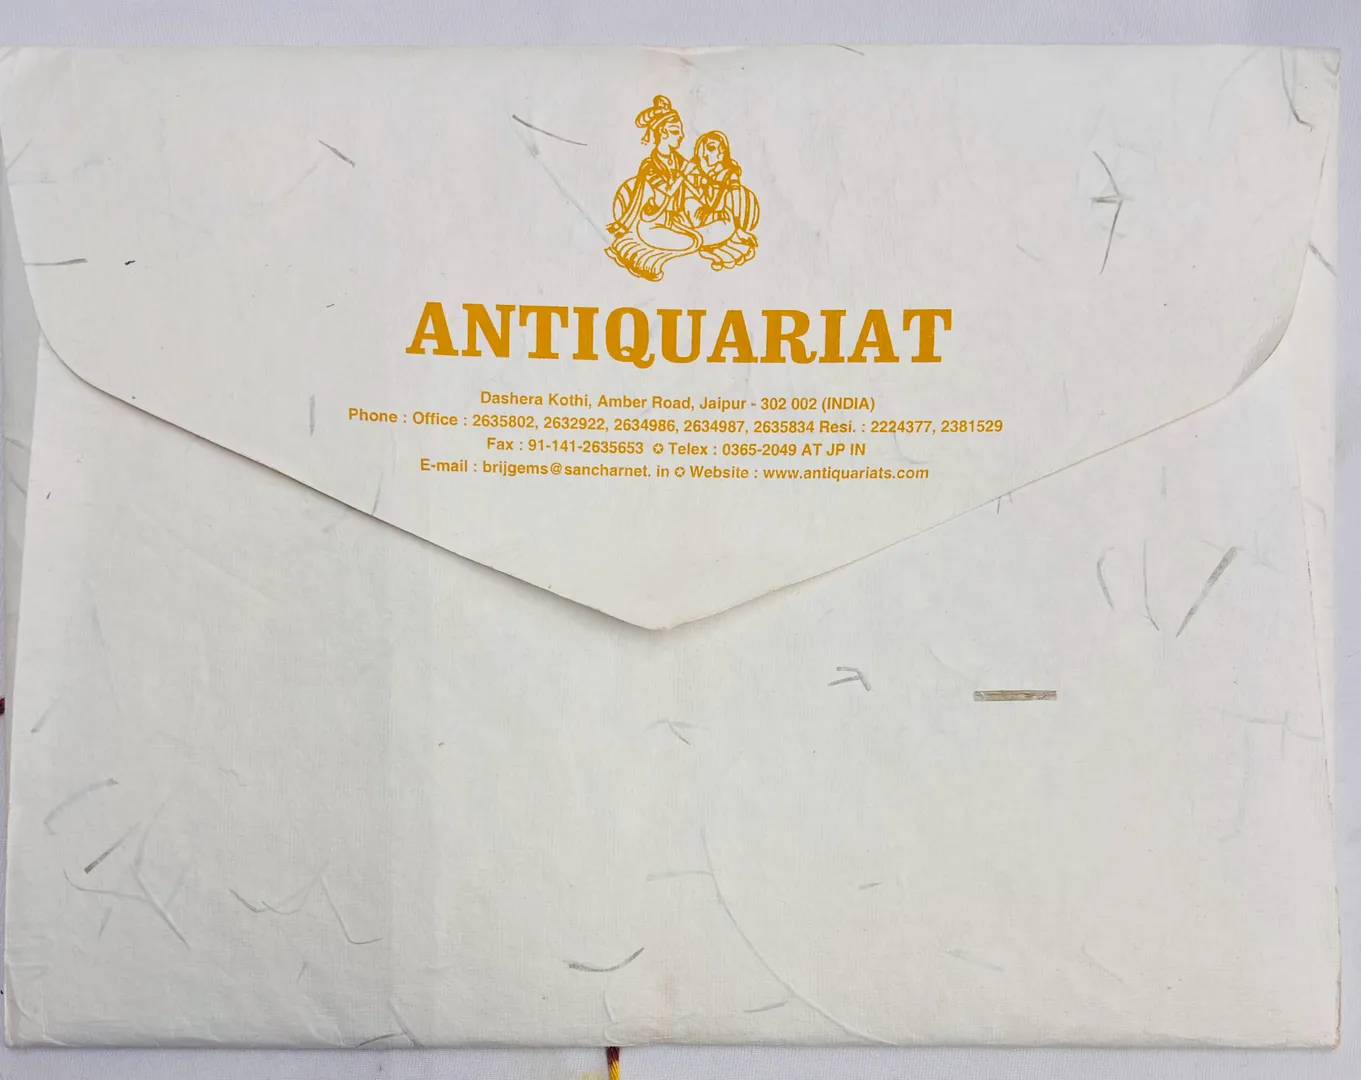 ANTIQUARIAT
Dashera Kothi, Amber Road, Jaipur - 302 002 (INDIA)
Phone : Office : 2635802, 2632922, 2634986, 2634987, 2635834 Resi. : 2224377, 2381529
Fax : 91-141-2635653 ✪ Telex : 0365-2049 AT JP IN
E-mail : brijgems@sancharnet. in ✪ Website : www.antiquariats.com